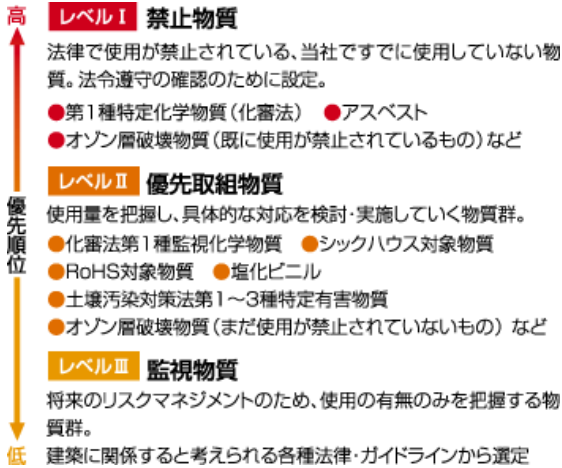 高
レベルⅠ 禁止物質
法律で使用が禁止されている、当社ですでに使用していない物
質。法令遵守の確認のために設定。
●第1種特定化学物質(化審法) ●アスベスト
●オゾン層破壊物質(既に使用が禁止されているもの)など
優先順位
レベルⅡ 優先取組物質
使用量を把握し、具体的な対応を検討・実施していく物質群。
●化審法第1種監視化学物質 ●シックハウス対象物質
●RoHS対象物質 ●塩化ビニル
●土壌汚染対策法第1〜3種特定有害物質
●オゾン層破壊物質(まだ使用が禁止されていないもの) など
レベルⅢ 監視物質
将来のリスクマネジメントのため、使用の有無のみを把握する物
質群。
低
建築に関係すると考えられる各種法律・ガイドラインから選定